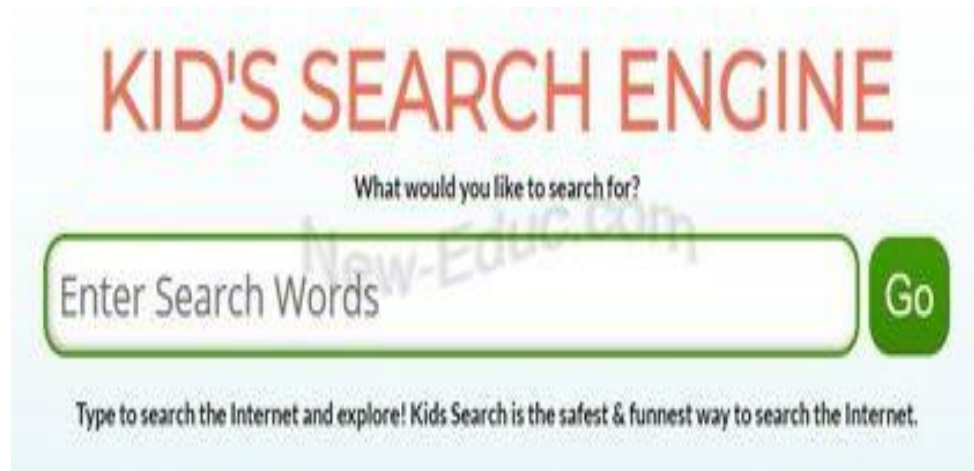 KID'S SEARCH ENGINE
What would you like to search for?
New-Educ.com
Enter Search Words
Go
Type to search the Internet and explore! Kids Search is the safest & funnest way to search the Internet.